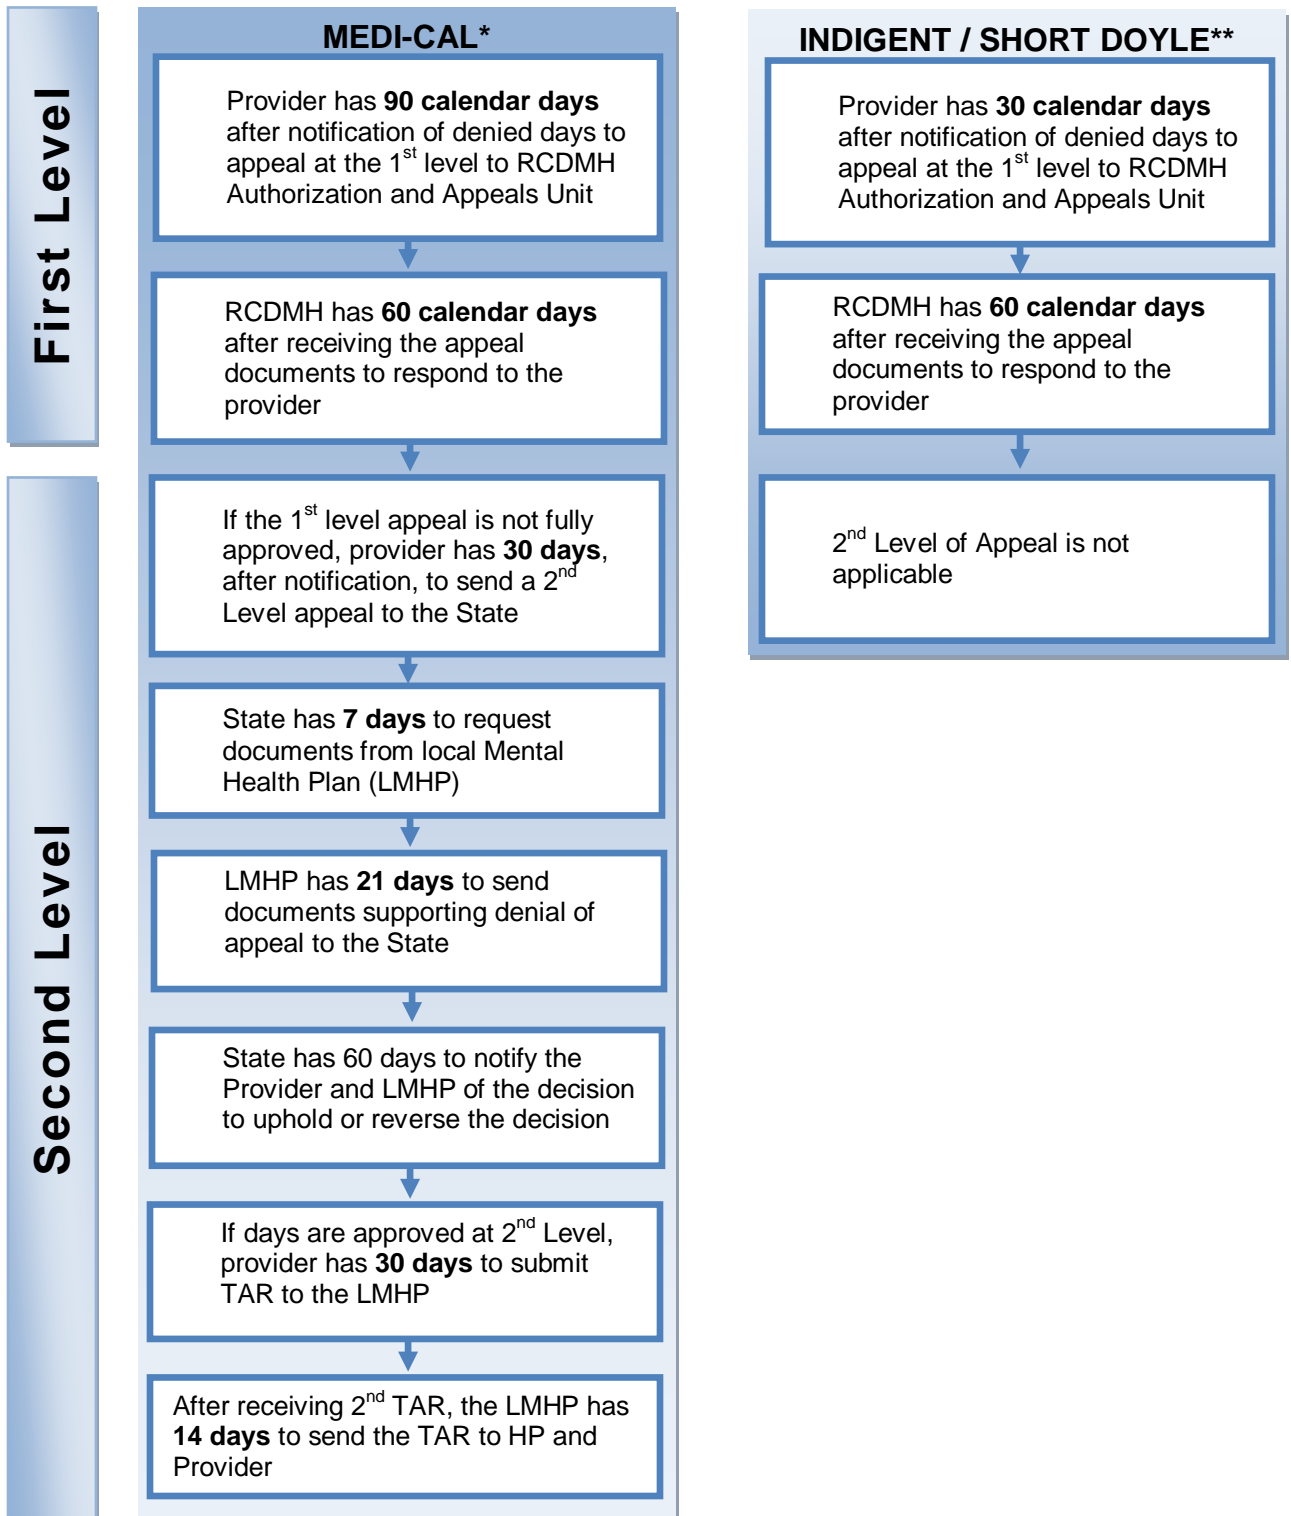 First Level
MEDI-CAL*
Provider has 90 calendar days
after notification of denied days to
appeal at the 1st level to RCDMH
Authorization and Appeals Unit
RCDMH has 60 calendar days
after receiving the appeal
documents to respond to the
provider
Second Level
If the 1st level appeal is not fully
approved, provider has 30 days,
after notification, to send a 2nd
Level appeal to the State
State has 7 days to request
documents from local Mental
Health Plan (LMHP)
LMHP has 21 days to send
documents supporting denial of
appeal to the State
State has 60 days to notify the
Provider and LMHP of the decision
to uphold or reverse the decision
If days are approved at 2nd Level,
provider has 30 days to submit
TAR to the LMHP
After receiving 2nd TAR, the LMHP has
14 days to send the TAR to HP and
Provider
INDIGENT / SHORT DOYLE**
Provider has 30 calendar days
after notification of denied days to
appeal at the 1st level to RCDMH
Authorization and Appeals Unit
RCDMH has 60 calendar days
after receiving the appeal
documents to respond to the
provider
2nd Level of Appeal is not
applicable